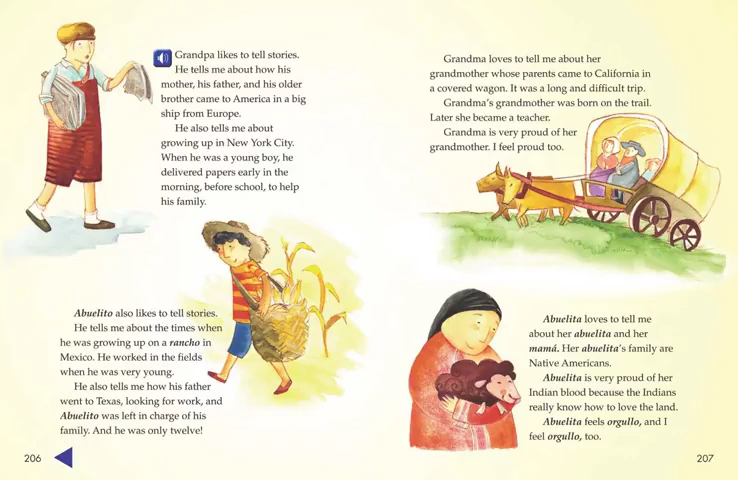 Grandpa likes to tell stories.
He tells me about how his
mother, his father, and his older
brother came to America in a big
ship from Europe.
He also tells me about
growing up in New York City.
When he was a young boy, he
delivered papers early in the
morning, before school, to help
his family.
Abuelito also likes to tell stories.
He tells me about the times when
he was growing up on a rancho in
Mexico. He worked in the fields
when he was very young.
He also tells me how his father
went to Texas, looking for work, and
Abuelito was left in charge of his
family. And he was only twelve!
206
Grandma loves to tell me about her
grandmother whose parents came to California in
a covered wagon. It was a long and difficult trip.
Grandma's grandmother was born on the trail.
Later she became a teacher.
Grandma is very proud of her
grandmother. I feel proud too.
Abuelita loves to tell me
about her abuelita and her
mamá. Her abuelita's family are
Native Americans.
Abuelita is very proud of her
Indian blood because the Indians
really know how to love the land.
Abuelita feels orgullo, and I
feel orgullo, too.
207